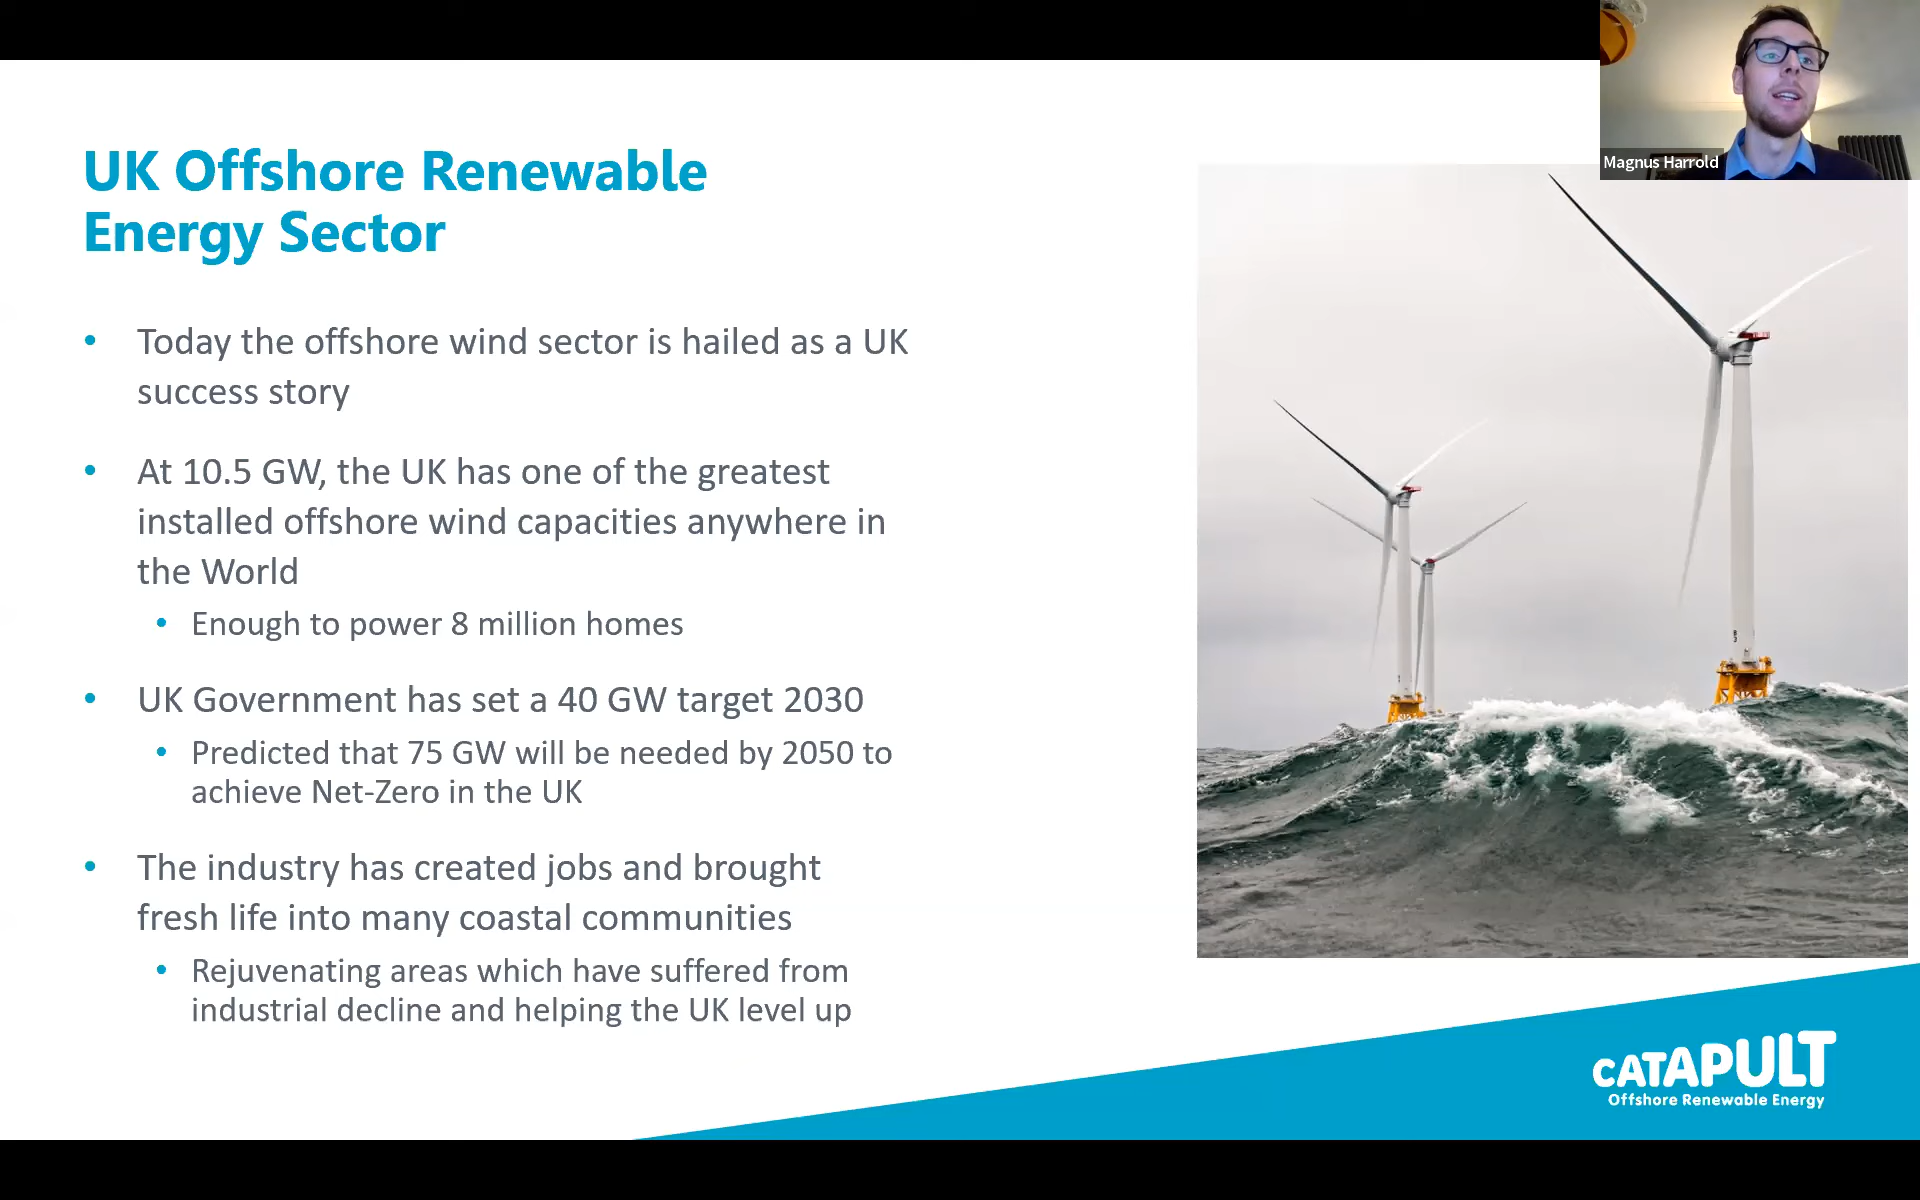 UK Offshore Renewable
Energy Sector
• Today the offshore wind sector is hailed as a UK
success story
• At 10.5 GW, the UK has one of the greatest
installed offshore wind capacities anywhere in
the World
• Enough to power 8 million homes
• UK Government has set a 40 GW target 2030
• Predicted that 75 GW will be needed by 2050 to
achieve Net-Zero in the UK
• The industry has created jobs and brought
fresh life into many coastal communities
• Rejuvenating areas which have suffered from
industrial decline and helping the UK level up
Magnus Harrold
CATAPULT
Offshore Renewable Energy